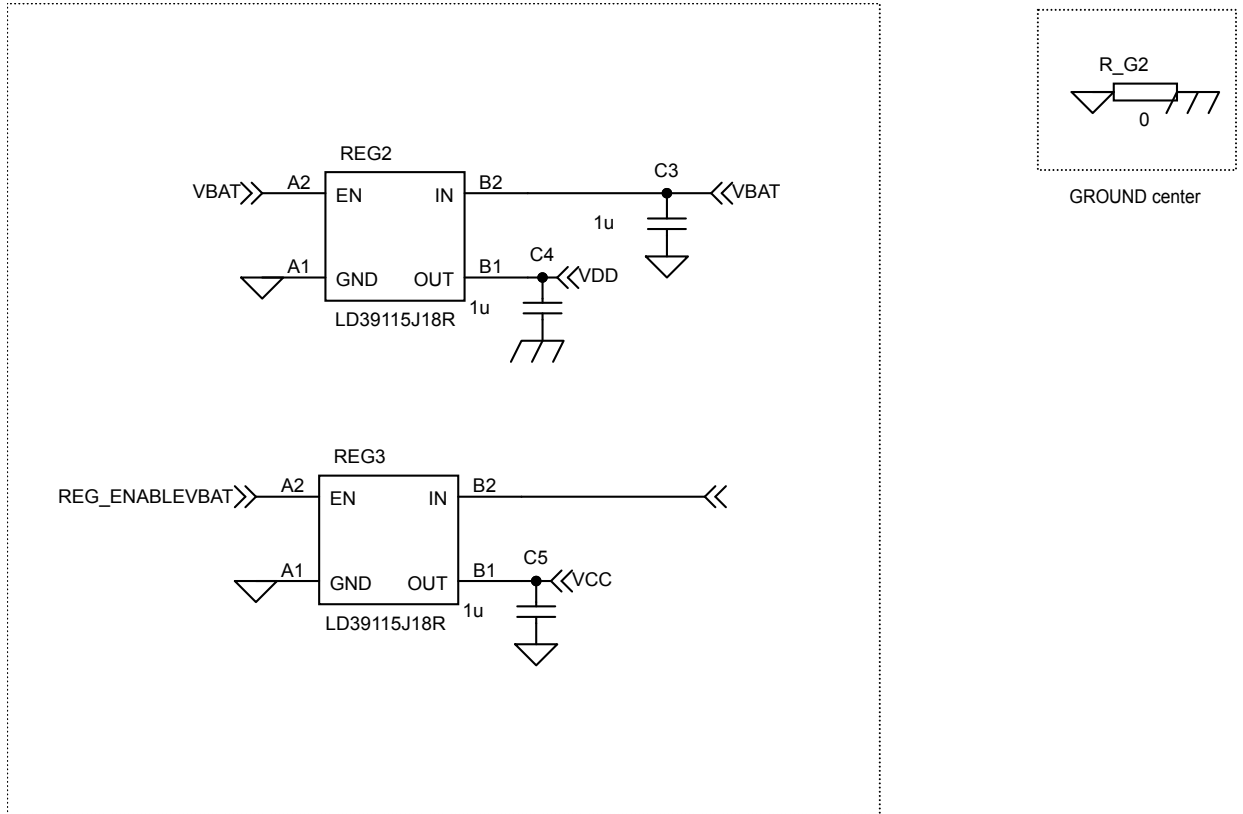 R_G2
0
GROUND center
REG2
C3
VBAT A2 EN IN B2 VBAT
1u
C4
A1 GND OUT B1 VDD
1u
LD39115J18R
REG3
REG_ENABLEVBAT A2 EN IN B2
C5
A1 GND OUT B1 VCC
1u
LD39115J18R